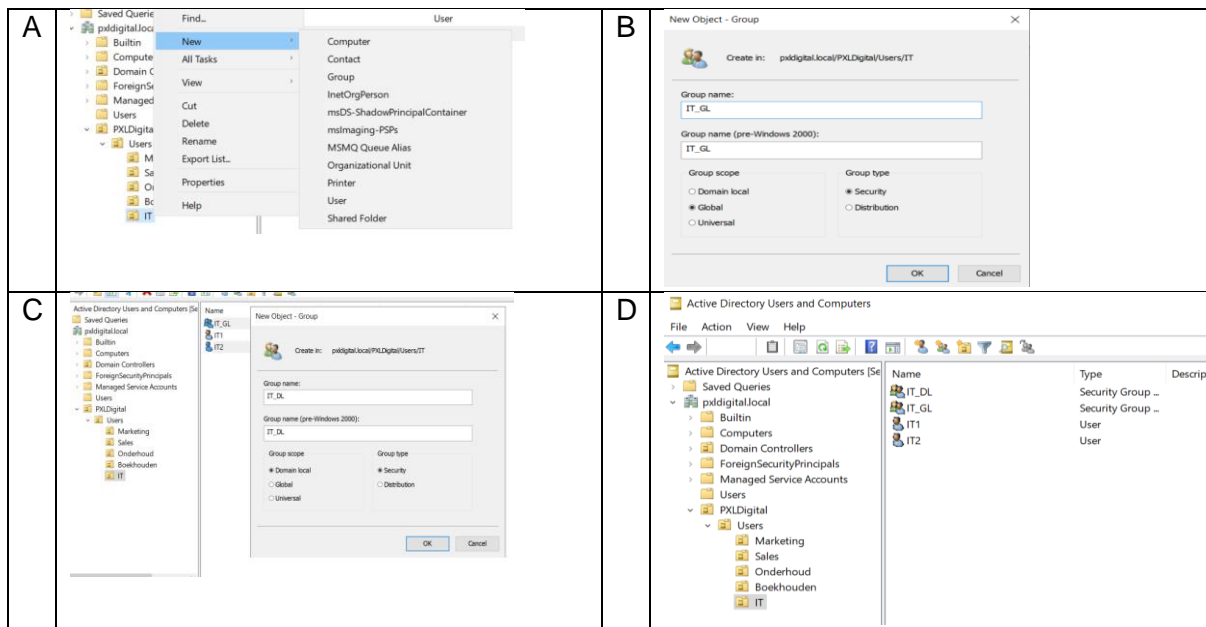 A
Saved Querie
pxldigital.loca
Builtin
Compute
Domain C
ForeignSe
Managed
Users
PXLDigita
Users
M
Sa
Bo
IT
Find...
New
All Tasks
View
Cut
Delete
Rename
Export List...
Properties
Help
User
Computer
Contact
Group
InetOrgPerson
msDS-ShadowPrincipalContainer
msImaging-PSPs
MSMQ Queue Alias
Organizational Unit
Printer
User
Shared Folder
B
New Object - Group
Create in: pxldigital.local/PXLDigital/Users/IT
Group name:
IT_GL
Group name (pre-Windows 2000):
IT_GL
Group scope
Domain local
Global
Universal
Group type
Security
Distribution
OK
Cancel
C
Active Directory Users and Computers [Se
Saved Queries
pxldigital.local
Builtin
Computers
Domain Controllers
ForeignSecurityPrincipals
Managed Service Accounts
Users
PXLDigital
Users
Marketing
Sales
Onderhoud
Boekhouden
IT
Name
IT_GL
IT1
IT2
New Object - Group
Create in: pxldigital.local/PXLDigital/Users/IT
Group name:
IT_DL
Group name (pre-Windows 2000):
IT_DL
Group scope
Domain local
Global
Universal
Group type
Security
Distribution
OK
Cancel
D
Active Directory Users and Computers
File Action View Help
Active Directory Users and Computers [Se
Saved Queries
pxldigital.local
Builtin
Computers
Domain Controllers
ForeignSecurityPrincipals
Managed Service Accounts
Users
PXLDigital
Users
Marketing
Sales
Onderhoud
Boekhouden
IT
Name Type Descrip
IT_DL Security Group ...
IT_GL Security Group ...
IT1 User
IT2 User